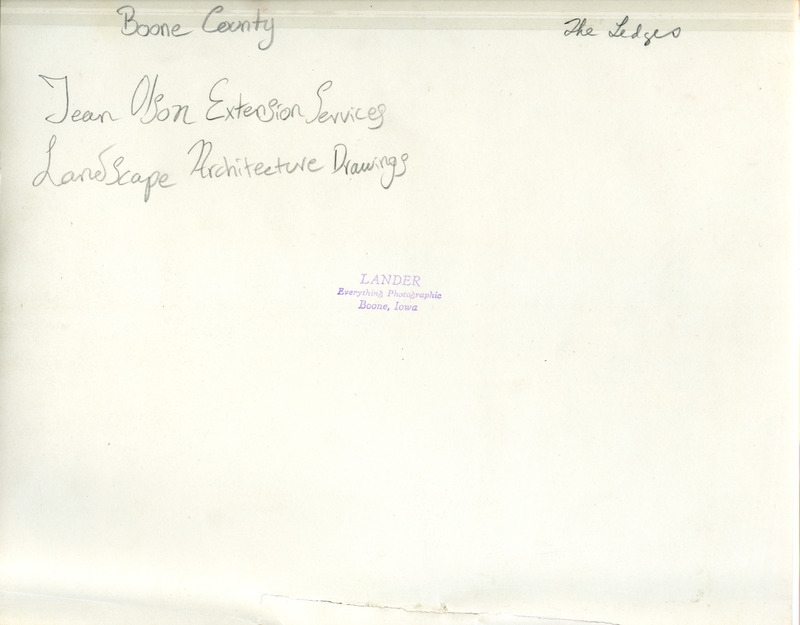 Boone County
The Ledges
Jean Olson Extension Services
Landscape Architecture Drawings
LANDER
Everything Photographic
Boone, Iowa